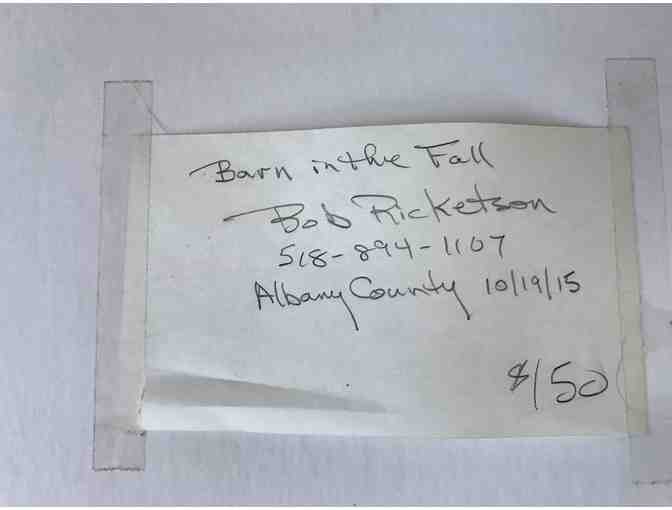 Barn in the Fall
Bob Ricketson
518-894-1107
Albany County 10/19/15
$150